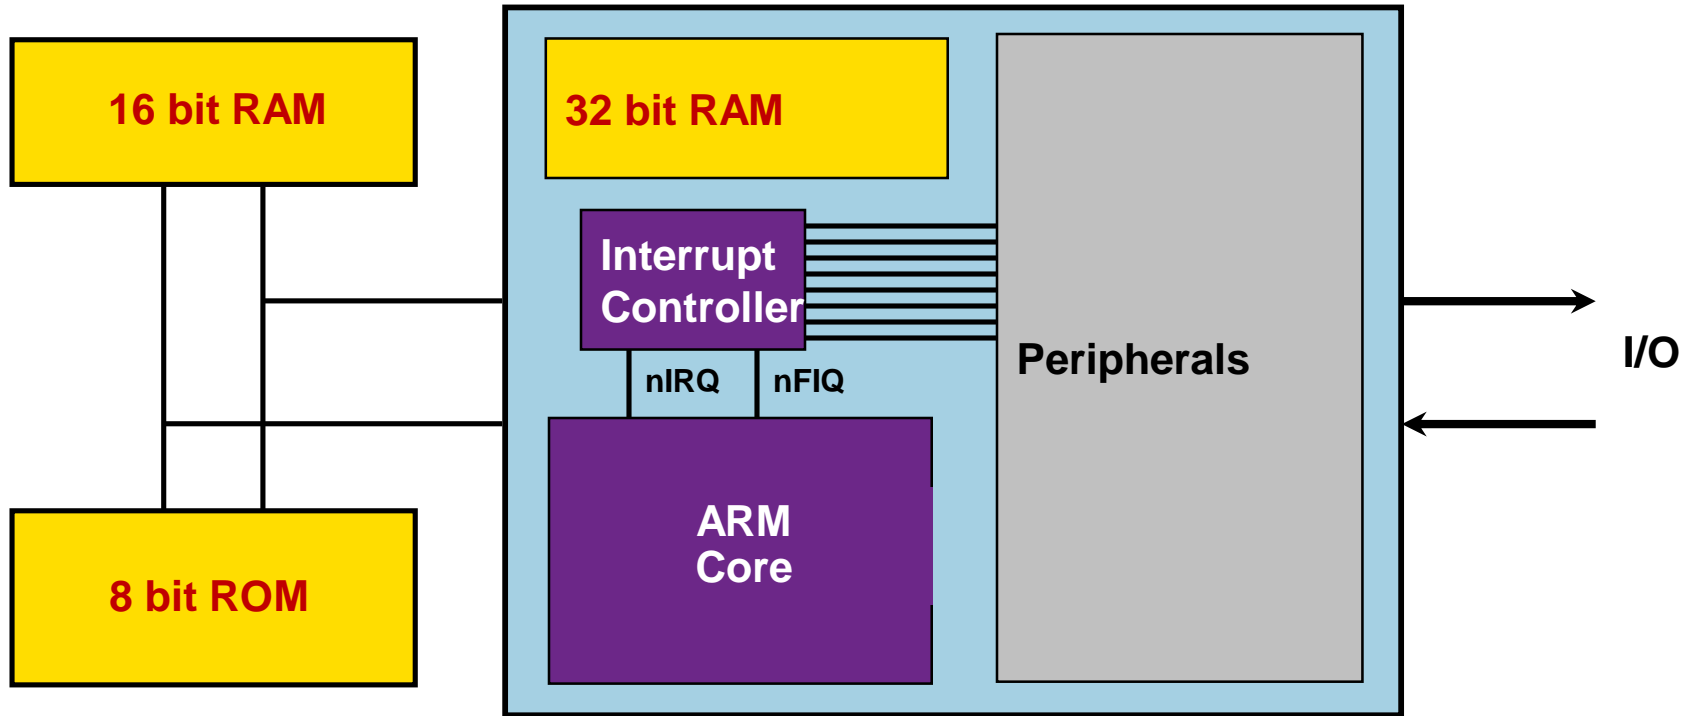 16 bit RAM
32 bit RAM
Interrupt
Controller
Peripherals
I/O
nIRQ
nFIQ
ARM
Core
8 bit ROM